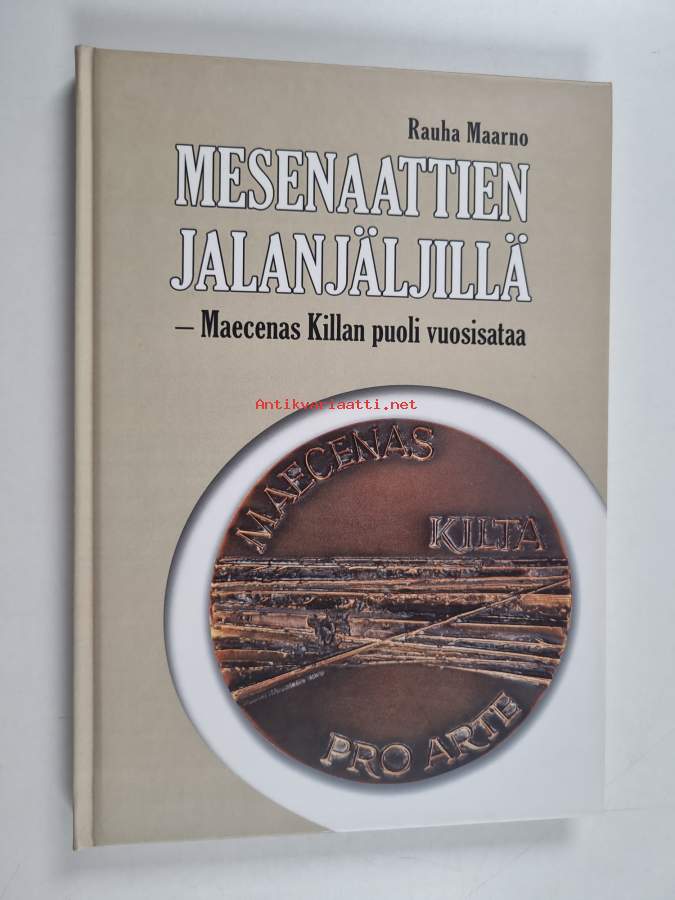 Rauha Maarno
MESENAATTIEN
JALANJÄLJILLÄ
– Maecenas Killan puoli vuosisataa
Antikvariaatti.net
MAECENAS
KILTA
PRO ARTE